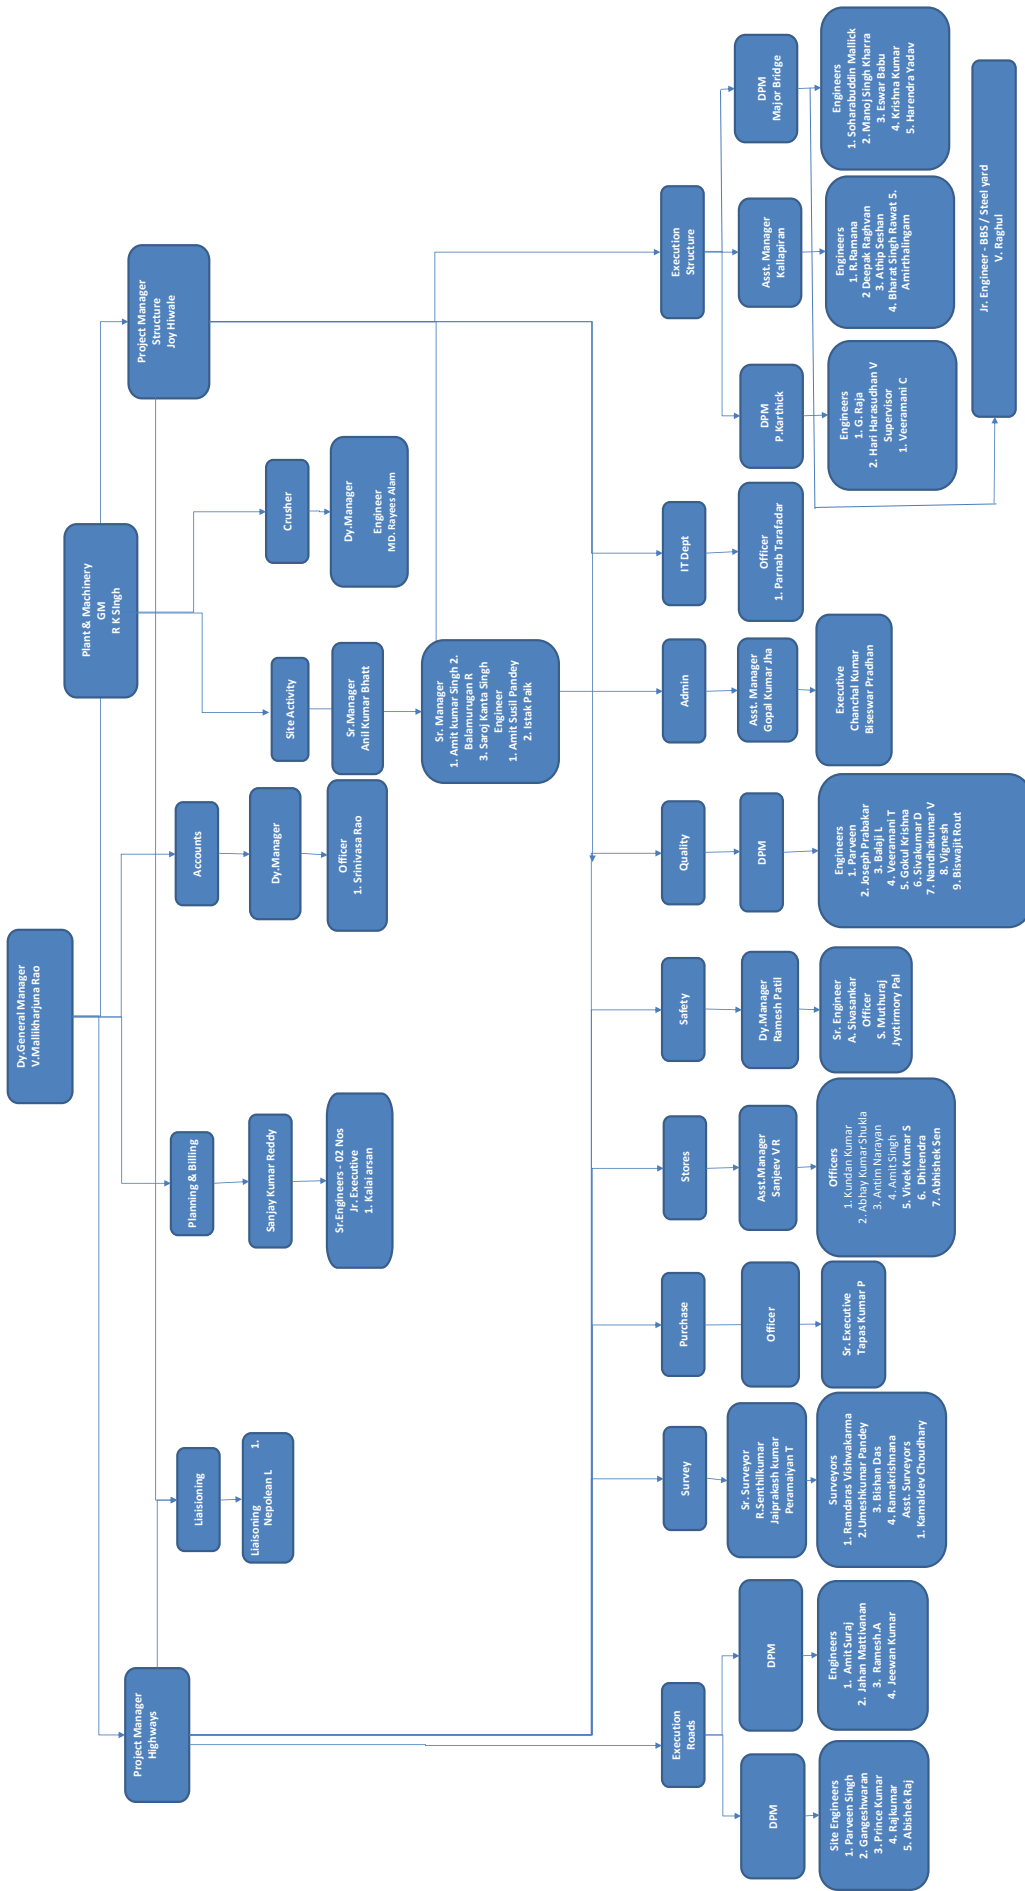 Dy.General Manager
V.Mallikharjuna Rao
Project Manager
Highways
Liaisioning
Liaisoning 1.
Nepolean L
Planning & Billing
Sanjay Kumar Reddy
Sr.Engineers - 02 Nos
Jr. Executive
1. Kalai arsan
Accounts
Dy.Manager
Officer
1. Srinivasa Rao
Plant & Machinery
GM
R K SIngh
Site Activity
Sr.Manager
Anil Kumar Bhatt
Sr. Manager
1. Amit kumar Singh 2.
Balamurugan R
3. Saroj Kanta Singh
Engineer
1. Amit Susil Pandey
2. Istak Paik
Crusher
Dy.Manager
Engineer
MD. Rayees Alam
Project Manager
Structure
Joy Hiwale
Execution
Roads
DPM
Site Engineers
1. Parveen Singh
2. Gangeshwaran
3. Prince Kumar
4. Rajkumar
5. Abishek Raj
DPM
Engineers
1. Amit Suraj
2. Jahan Mattivanan
3. Ramesh.A
4. Jeewan Kumar
Survey
Sr. Surveyor
R.Senthilkumar
Jaiprakash kumar
Peramaiyan T
Surveyors
1. Ramdaras Vishwakarma
2. Umeshkumar Pandey
3. Bishan Das
4. Ramakrishnana
Asst. Surveyors
1. Kamaldev Choudhary
Purchase
Officer
Sr. Executive
Tapas Kumar P
Stores
Asst.Manager
Sanjeev V R
Officers
1. Kundan Kumar
2. Abhay Kumar Shukla
3. Antim Narayan
4. Amit Singh
5. Vivek Kumar S
6. Dhirendra
7. Abhishek Sen
Safety
Dy.Manager
Ramesh Patil
Sr. Engineer
A. Sivasankar
Officer
S. Muthuraj
Jyotirmory Pal
Quality
DPM
Engineers
1. Parveen
2. Joseph Prabakar
3. Balaji L
4. Veeramani T
5. Gokul Krishna
6. Sivakumar D
7. Nandhakumar V
8. Vignesh
9. Biswajit Rout
Admin
Asst. Manager
Gopal Kumar Jha
Executive
Chanchal Kumar
Biseswar Pradhan
IT Dept
Officer
1. Parnab Tarafadar
Execution
Structure
DPM
P.Karthick
Engineers
1. G. Raja
2. Hari Harasudhan V
Supervisor
1. Veeramani C
Asst. Manager
Kallapiran
Engineers
1. R.Ramana
2 Deepak Raghvan
3. Athip Seshan
4. Bharat Singh Rawat 5.
Amirthalingam
DPM
Major Bridge
Engineers
1. Soharabuddin Mallick
2. Manoj Singh Kharra
3. Eswar Babu
4. Krishna Kumar
5. Harendra Yadav
Jr. Engineer - BBS / Steel yard
V. Raghul